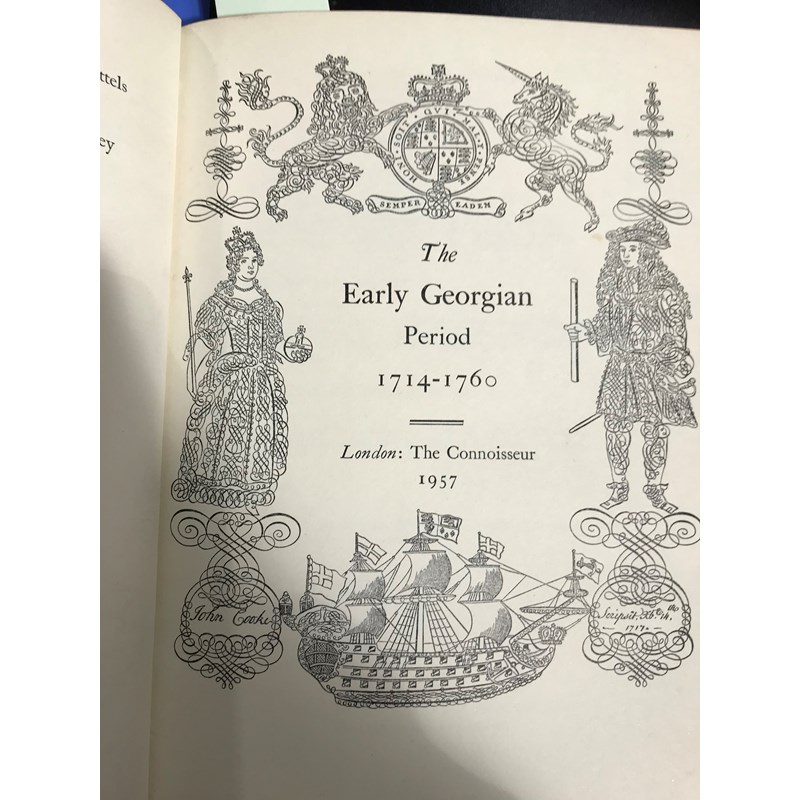 ttels
ey
HONI · SOIT · QVI · MAL · Y · PENSE
SEMPER EADEM
The
Early Georgian
Period
1714-1760
London: The Connoisseur
1957
John Cooke
Scripsit,
1717